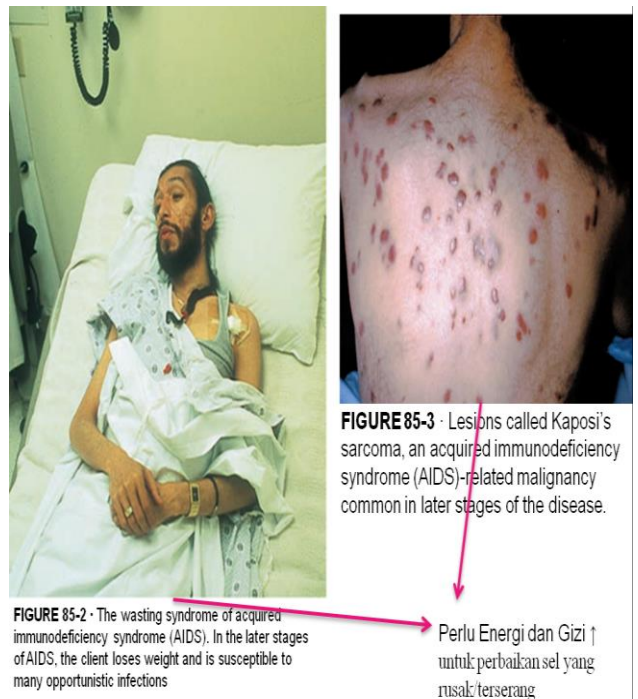 FIGURE 85-2 · The wasting syndrome of acquired
immunodeficiency syndrome (AIDS). In the later stages
of AIDS, the client loses weight and is susceptible to
many opportunistic infections
FIGURE 85-3 · Lesions called Kaposi's
sarcoma, an acquired immunodeficiency
syndrome (AIDS)-related malignancy
common in later stages of the disease.
Perlu Energi dan Gizi ↑
untuk perbaikan sel yang
rusak/terserang